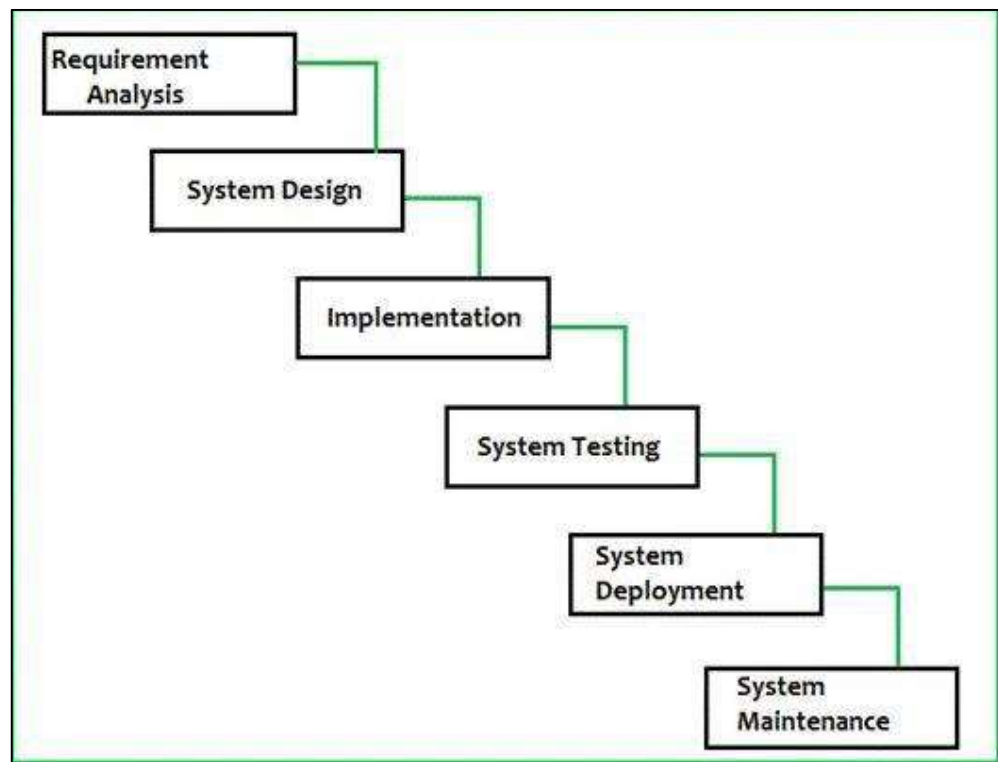 Requirement
Analysis
System Design
Implementation
System Testing
System
Deployment
System
Maintenance